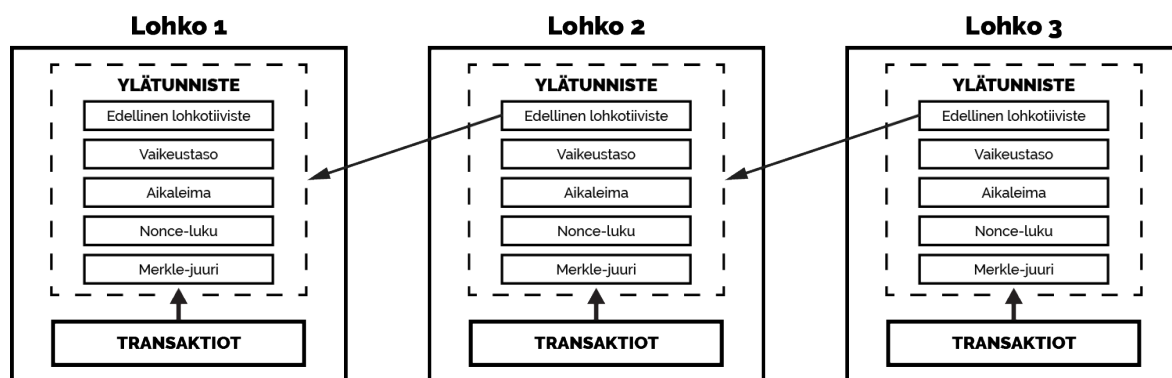 Lohko 1
YLÄTUNNISTE
Edellinen lohkotiiviste
Vaikeustaso
Aikaleima
Nonce-luku
Merkle-juuri
TRANSAKTIOT
Lohko 2
YLÄTUNNISTE
Edellinen lohkotiiviste
Vaikeustaso
Aikaleima
Nonce-luku
Merkle-juuri
TRANSAKTIOT
Lohko 3
YLÄTUNNISTE
Edellinen lohkotiiviste
Vaikeustaso
Aikaleima
Nonce-luku
Merkle-juuri
TRANSAKTIOT